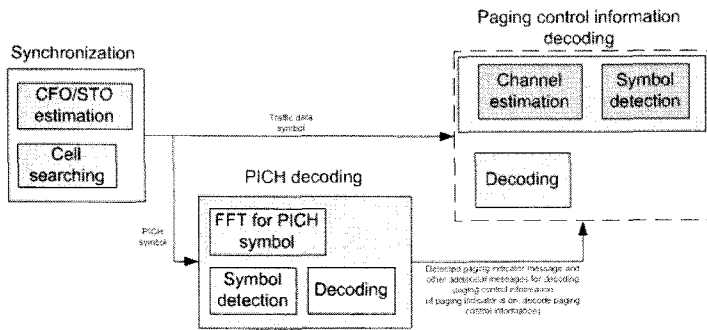 Paging control information
decoding
Synchronization
CFO/STO
estimation
Cell
searching
Channel
estimation
Symbol
detection
Decoding
Traffic data
symbol
PICH decoding
PICH
symbol
FFT for PICH
symbol
Symbol
detection
Decoding
Detected paging indicator message and
other additional messages for decoding
paging control information
(if paging indicator is on, decode paging
control information)